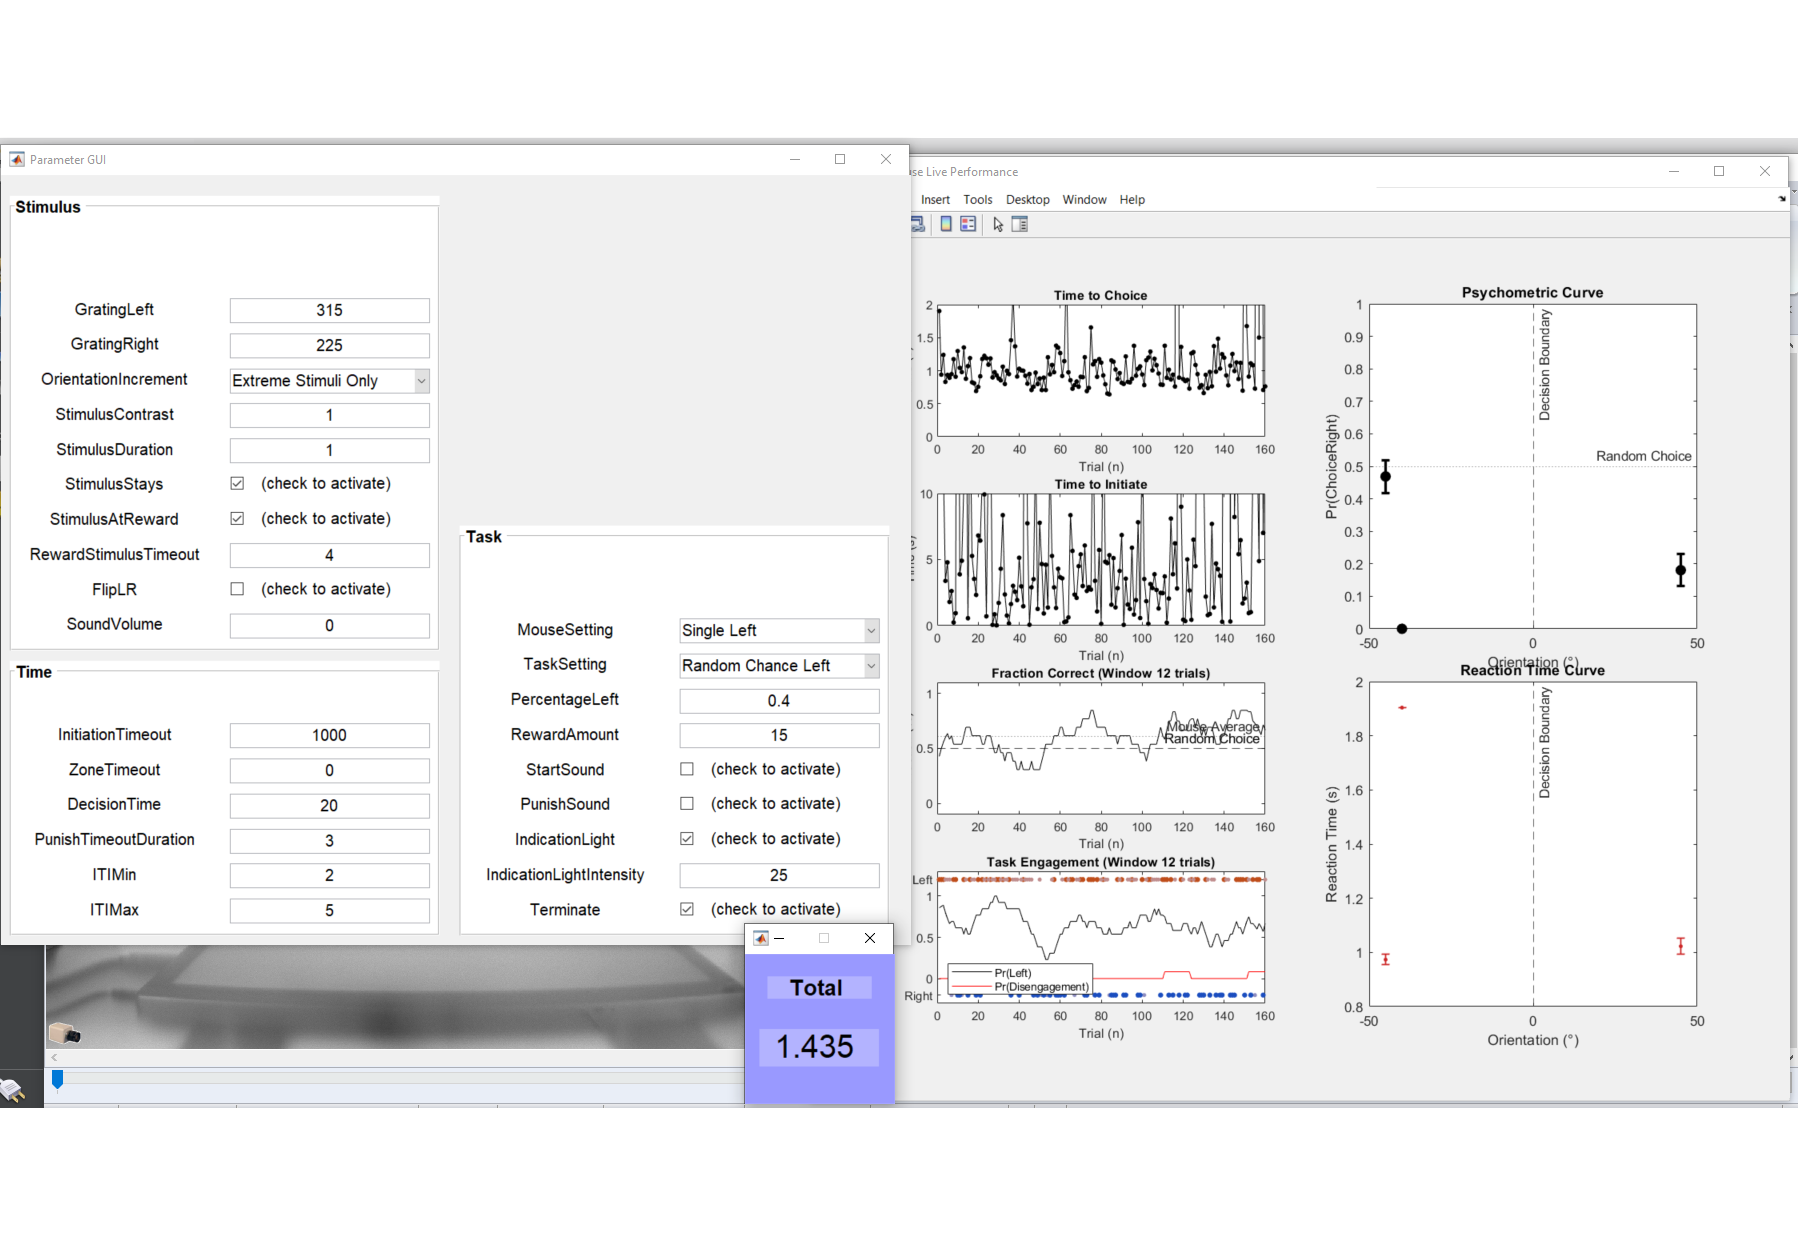 Parameter GUI
Stimulus
GratingLeft 315
GratingRight 225
OrientationIncrement Extreme Stimuli Only
StimulusContrast 1
StimulusDuration 1
StimulusStays (check to activate)
StimulusAtReward (check to activate)
RewardStimulusTimeout 4
FlipLR (check to activate)
SoundVolume 0
Time
InitiationTimeout 1000
ZoneTimeout 0
DecisionTime 20
PunishTimeoutDuration 3
ITIMin 2
ITIMax 5
Task
MouseSetting Single Left
TaskSetting Random Chance Left
PercentageLeft 0.4
RewardAmount 15
StartSound (check to activate)
PunishSound (check to activate)
IndicationLight (check to activate)
IndicationLightIntensity 25
Terminate (check to activate)
Total
1.435
se Live Performance
Insert Tools Desktop Window Help
Time to Choice
2
1.5
0.5
0
0 20 40 60 80 100 120 140 160
Trial (n)
Time to Initiate
10
5
0
0 20 40 60 80 100 120 140 160
Trial (n)
Fraction Correct (Window 12 trials)
1
Mouse Average
Random Choice
0.5
0
0 20 40 60 80 100 120 140 160
Trial (n)
Task Engagement (Window 12 trials)
Left
1
0.5
0
Right
Pr(Left)
Pr(Disengagement)
0 20 40 60 80 100 120 140 160
Trial (n)
Psychometric Curve
1
0.9
0.8
0.7
0.6
0.5
0.4
0.3
0.2
0.1
0
Pr(ChoiceRight)
Decision Boundary
Random Choice
-50 0 50
Orientation (°)
Reaction Time Curve
2
1.8
1.6
1.4
1.2
1
0.8
Reaction Time (s)
Decision Boundary
-50 0 50
Orientation (°)